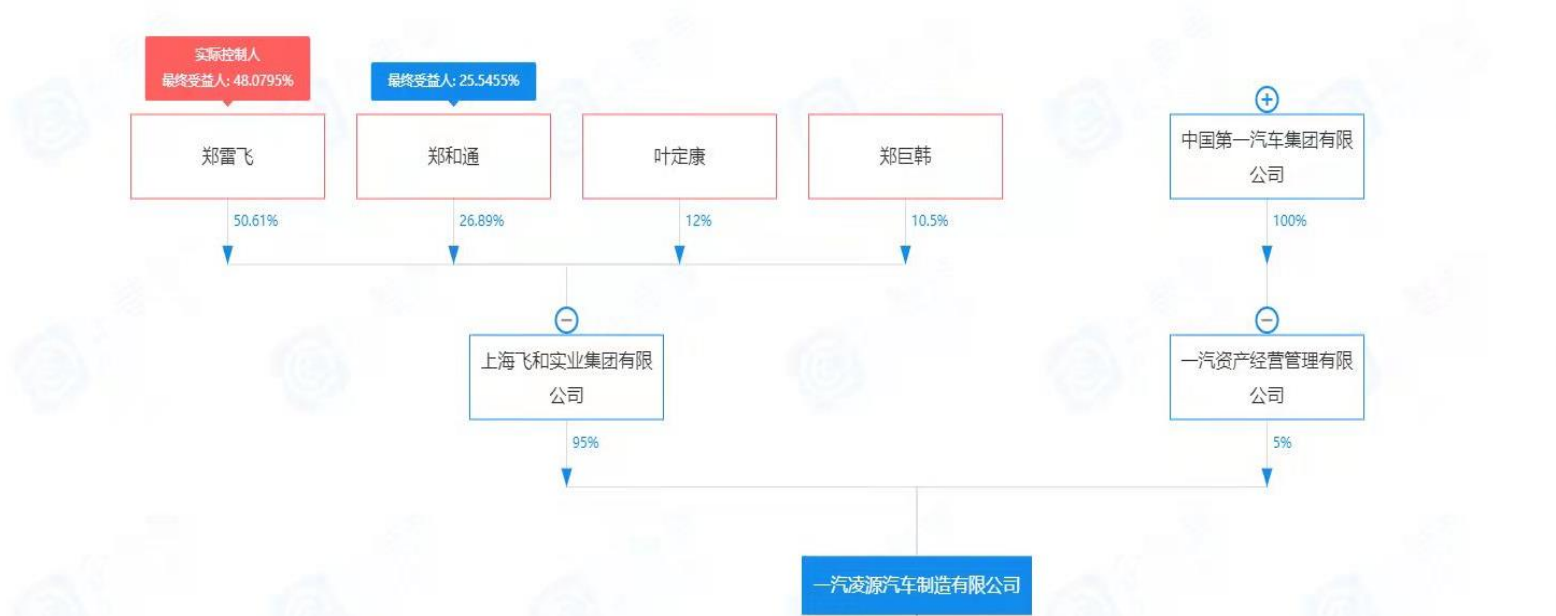 实际控制人
最终受益人: 48.0795%
最终受益人: 25.5455%
郑雷飞
郑和通
叶定康
郑巨韩
中国第一汽车集团有限
公司
50.61%
26.89%
12%
10.5%
100%
上海飞和实业集团有限
公司
一汽资产经营管理有限
公司
95%
5%
一汽凌源汽车制造有限公司